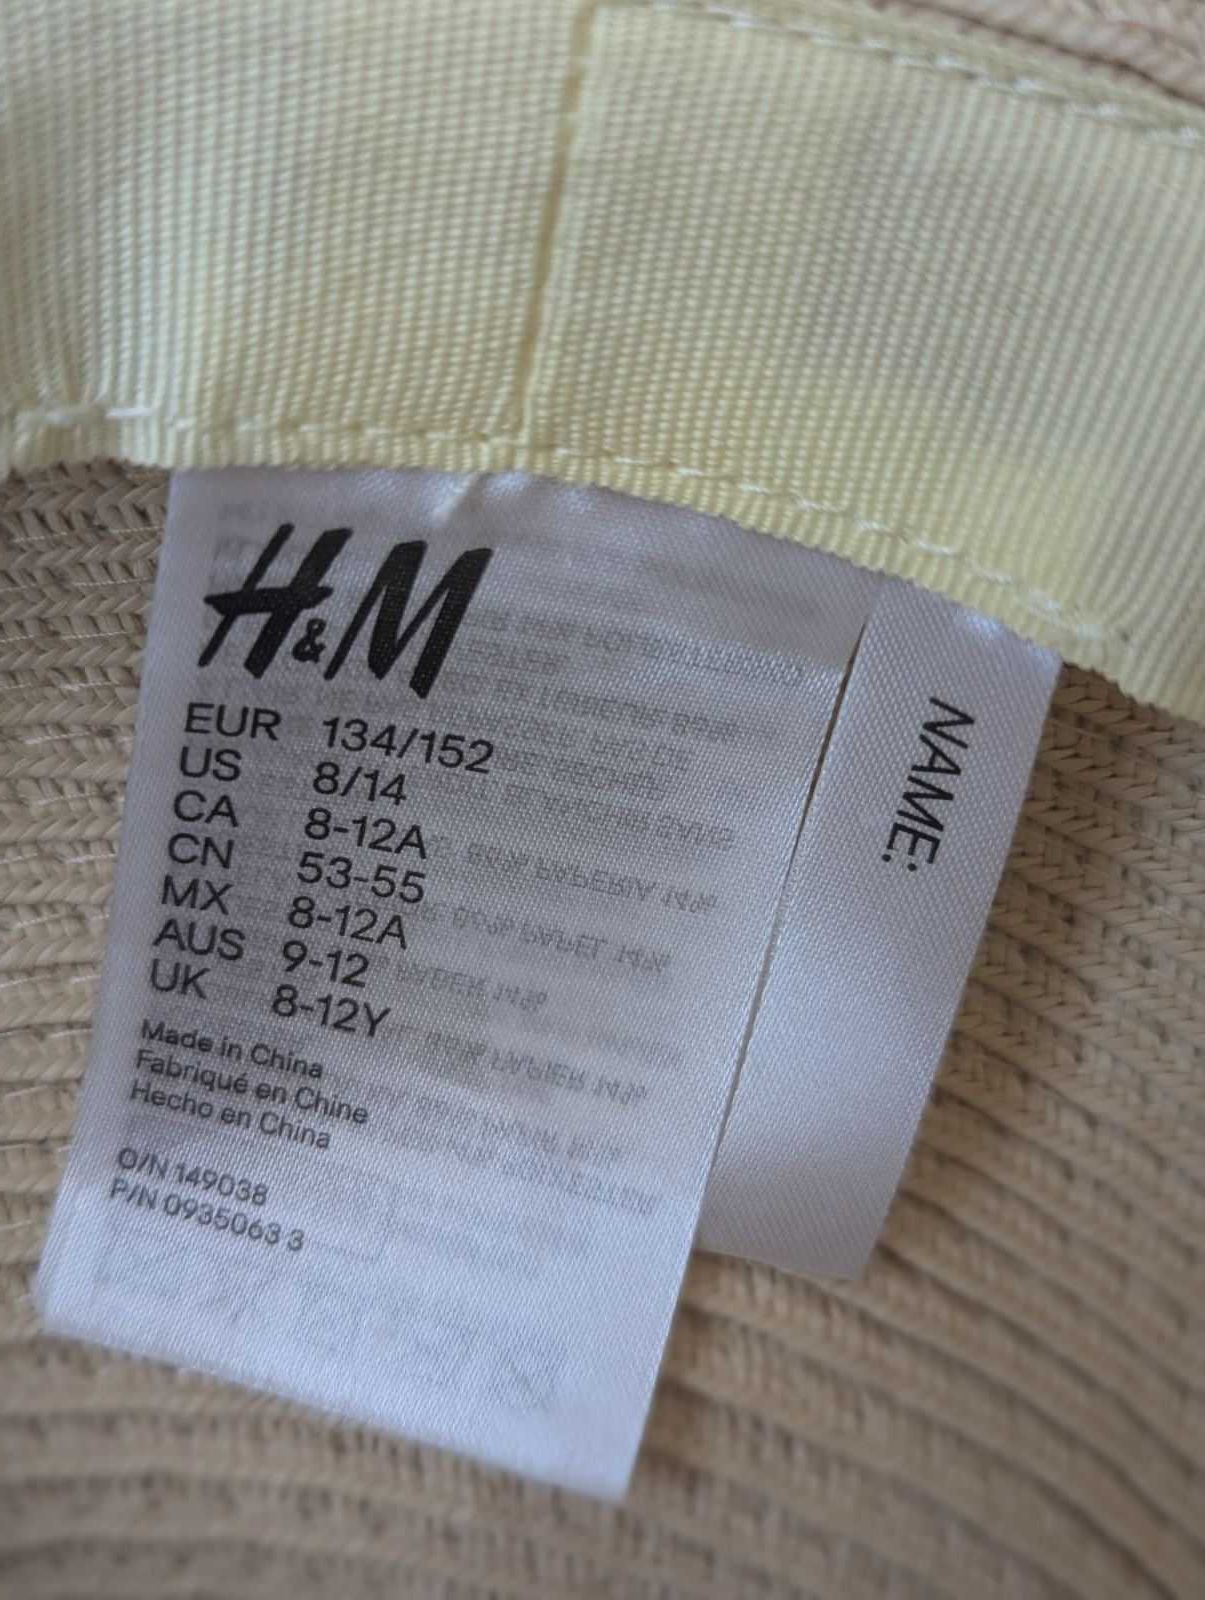 H&M
EUR 134/152
US 8/14
CA 8-12A
CN 53-55
MX 8-12A
AUS 9-12
UK 8-12Y
Made in China
Fabriqué en Chine
Hecho en China
O/N 149038
P/N 0935063 3
NAME: